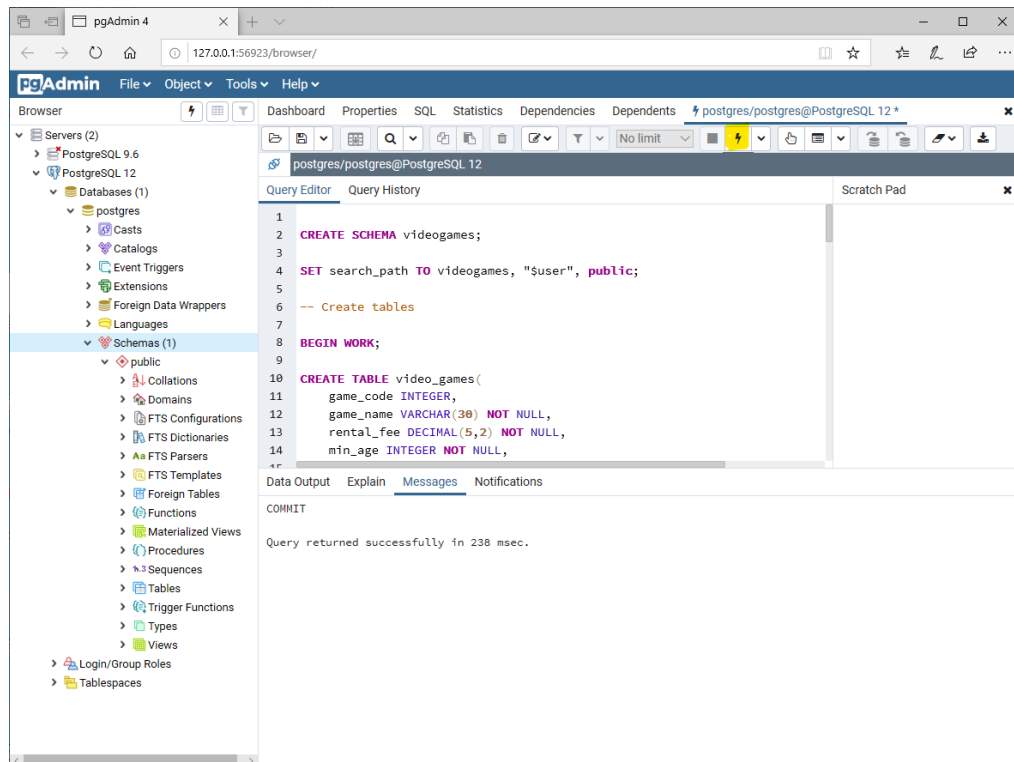 pgAdmin 4
127.0.0.1:56923/browser/
pgAdmin File Object Tools Help
Browser
Dashboard Properties SQL Statistics Dependencies Dependents postgres/postgres@PostgreSQL 12 *
Servers (2)
PostgreSQL 9.6
PostgreSQL 12
Databases (1)
postgres
Casts
Catalogs
Event Triggers
Extensions
Foreign Data Wrappers
Languages
Schemas (1)
public
Collations
Domains
FTS Configurations
FTS Dictionaries
Aa FTS Parsers
FTS Templates
Foreign Tables
Functions
Materialized Views
Procedures
1..3 Sequences
Tables
Trigger Functions
Types
Views
Login/Group Roles
Tablespaces
No limit
postgres/postgres@PostgreSQL 12
Query Editor Query History
Scratch Pad
1
2 CREATE SCHEMA videogames;
3
4 SET search_path TO videogames, "$user", public;
5
6 -- Create tables
7
8 BEGIN WORK;
9
10 CREATE TABLE video_games(
11 game_code INTEGER,
12 game_name VARCHAR(30) NOT NULL,
13 rental_fee DECIMAL(5,2) NOT NULL,
14 min_age INTEGER NOT NULL,
Data Output Explain Messages Notifications
COMMIT
Query returned successfully in 238 msec.